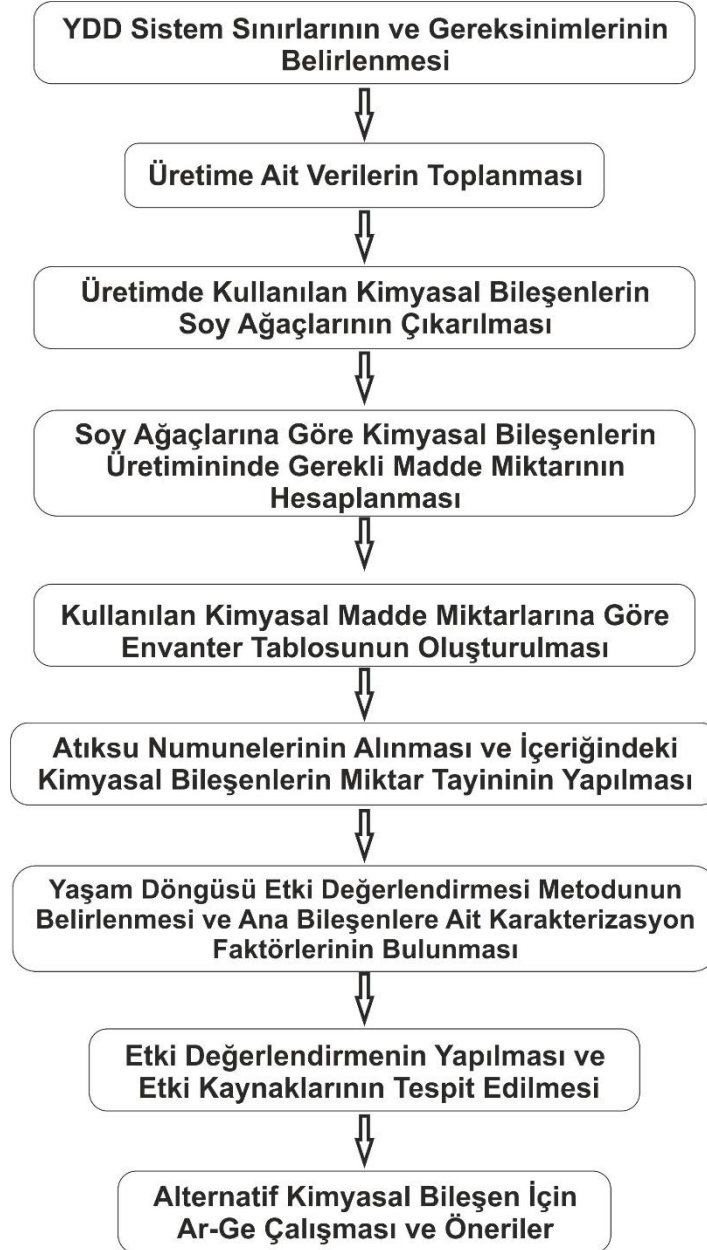 YDD Sistem Sınırlarının ve Gereksinimlerinin
Belirlenmesi
Üretime Ait Verilerin Toplanması
Üretimde Kullanılan Kimyasal Bileşenlerin
Soy Ağaçlarının Çıkarılması
Soy Ağaçlarına Göre Kimyasal Bileşenlerin
Üretimininde Gerekli Madde Miktarının
Hesaplanması
Kullanılan Kimyasal Madde Miktarlarına Göre
Envanter Tablosunun Oluşturulması
Atıksu Numunelerinin Alınması ve İçeriğindeki
Kimyasal Bileşenlerin Miktar Tayininin Yapılması
Yaşam Döngüsü Etki Değerlendirmesi Metodunun
Belirlenmesi ve Ana Bileşenlere Ait Karakterizasyon
Faktörlerinin Bulunması
Etki Değerlendirmenin Yapılması ve
Etki Kaynaklarının Tespit Edilmesi
Alternatif Kimyasal Bileşen İçin
Ar-Ge Çalışması ve Öneriler